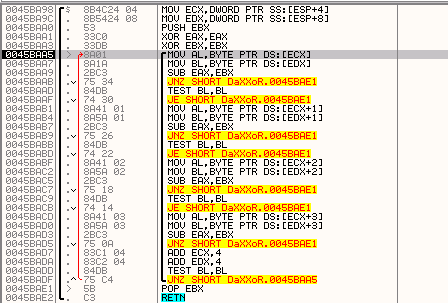 0045BA98 $ 8B4C24 04 MOV ECX,DWORD PTR SS:[ESP+4]
0045BA9C . 8B5424 08 MOV EDX,DWORD PTR SS:[ESP+8]
0045BAA0 . 53 PUSH EBX
0045BAA1 . 33C0 XOR EAX,EAX
0045BAA3 . 33DB XOR EBX,EBX
0045BAA5 > 8A01 MOV AL,BYTE PTR DS:[ECX]
0045BAA7 . 8A1A MOV BL,BYTE PTR DS:[EDX]
0045BAA9 . 2BC3 SUB EAX,EBX
0045BAAB . 75 34 JNZ SHORT DaXXoR.0045BAE1
0045BAAD . 84DB TEST BL,BL
0045BAAF . 74 30 JE SHORT DaXXoR.0045BAE1
0045BAB1 . 8A41 01 MOV AL,BYTE PTR DS:[ECX+1]
0045BAB4 . 8A5A 01 MOV BL,BYTE PTR DS:[EDX+1]
0045BAB7 . 2BC3 SUB EAX,EBX
0045BAB9 . 75 26 JNZ SHORT DaXXoR.0045BAE1
0045BABB . 84DB TEST BL,BL
0045BABD . 74 22 JE SHORT DaXXoR.0045BAE1
0045BABF . 8A41 02 MOV AL,BYTE PTR DS:[ECX+2]
0045BAC2 . 8A5A 02 MOV BL,BYTE PTR DS:[EDX+2]
0045BAC5 . 2BC3 SUB EAX,EBX
0045BAC7 . 75 18 JNZ SHORT DaXXoR.0045BAE1
0045BAC9 . 84DB TEST BL,BL
0045BACB . 74 14 JE SHORT DaXXoR.0045BAE1
0045BACD . 8A41 03 MOV AL,BYTE PTR DS:[ECX+3]
0045BAD0 . 8A5A 03 MOV BL,BYTE PTR DS:[EDX+3]
0045BAD3 . 2BC3 SUB EAX,EBX
0045BAD5 . 75 0A JNZ SHORT DaXXoR.0045BAE1
0045BAD7 . 83C1 04 ADD ECX,4
0045BADA . 83C2 04 ADD EDX,4
0045BADD . 84DB TEST BL,BL
0045BADF .^ 75 C4 JNZ SHORT DaXXoR.0045BAA5
0045BAE1 > 5B POP EBX
0045BAE2 . C3 RETN